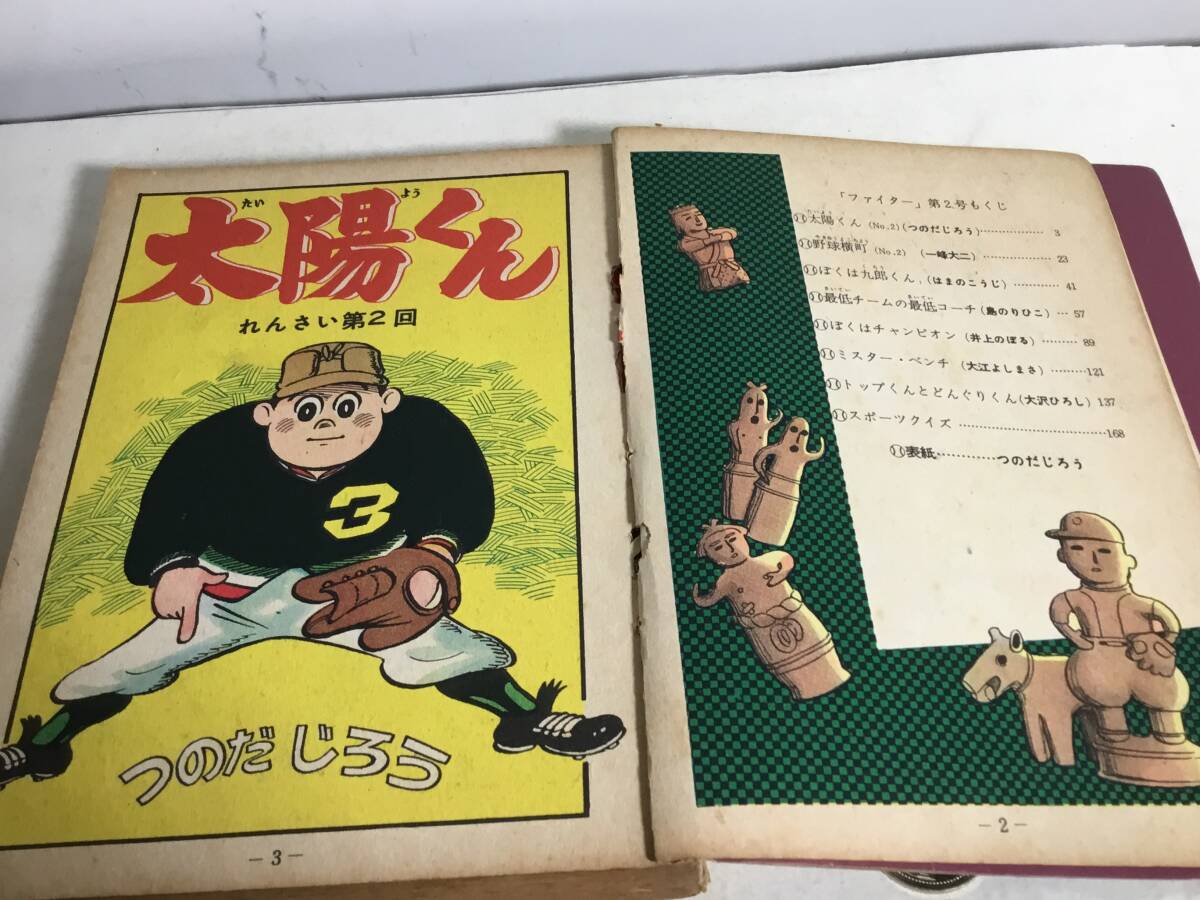 太陽くん
たい よう
れんさい第2回
3
つのだじろう
－3－
「ファイター」第2号もくじ
太陽くん (No.2)(つのだじろう)………………3
野球横町 (No.2) (一峰大二)………………23
ぼくは九郎くん (はまのこうじ)…………41
最低チームの最低コーチ(島のりひこ)…57
ぼくはチャンピオン (井上のぼる)………89
ミスター・ベンチ (大江よしまさ)………121
トップくんとどんぐりくん(大沢ひろし)137
スポーツクイズ………………………………168
表紙…………つのだじろう
－2－